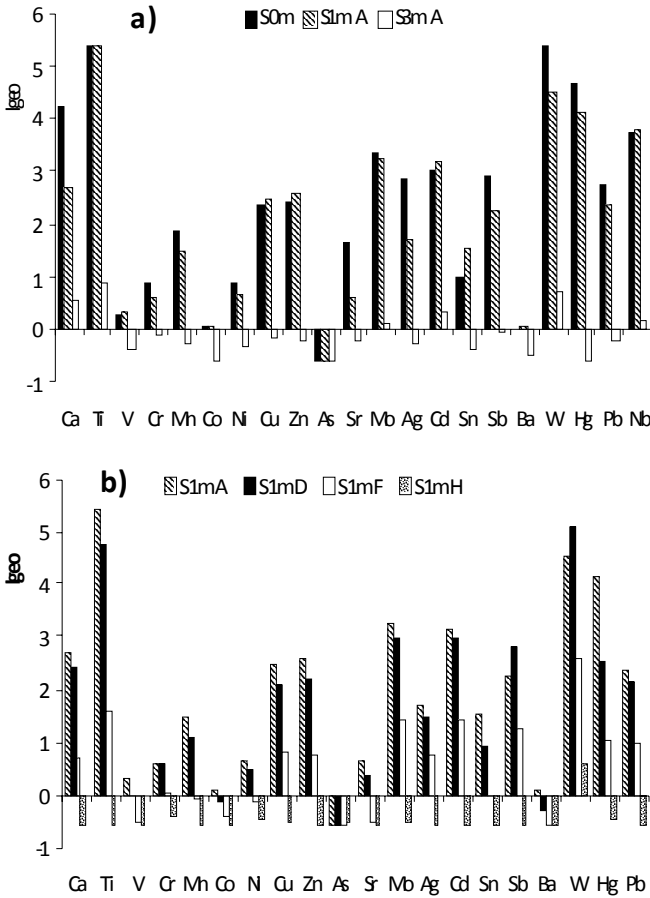 a)
S0m S1mA S3mA
6
5
4
3
2
1
0
-1
Igeo
Ca Ti V Cr Mn Co Ni Cu Zn As Sr Mo Ag Cd Sn Sb Ba W Hg Pb Nb
b)
S1mA S1mD S1mF S1mH
6
5
4
3
2
1
0
-1
Igeo
Ca Ti V Cr Mn Co Ni Cu Zn As Sr Mo Ag Cd Sn Sb Ba W Hg Pb